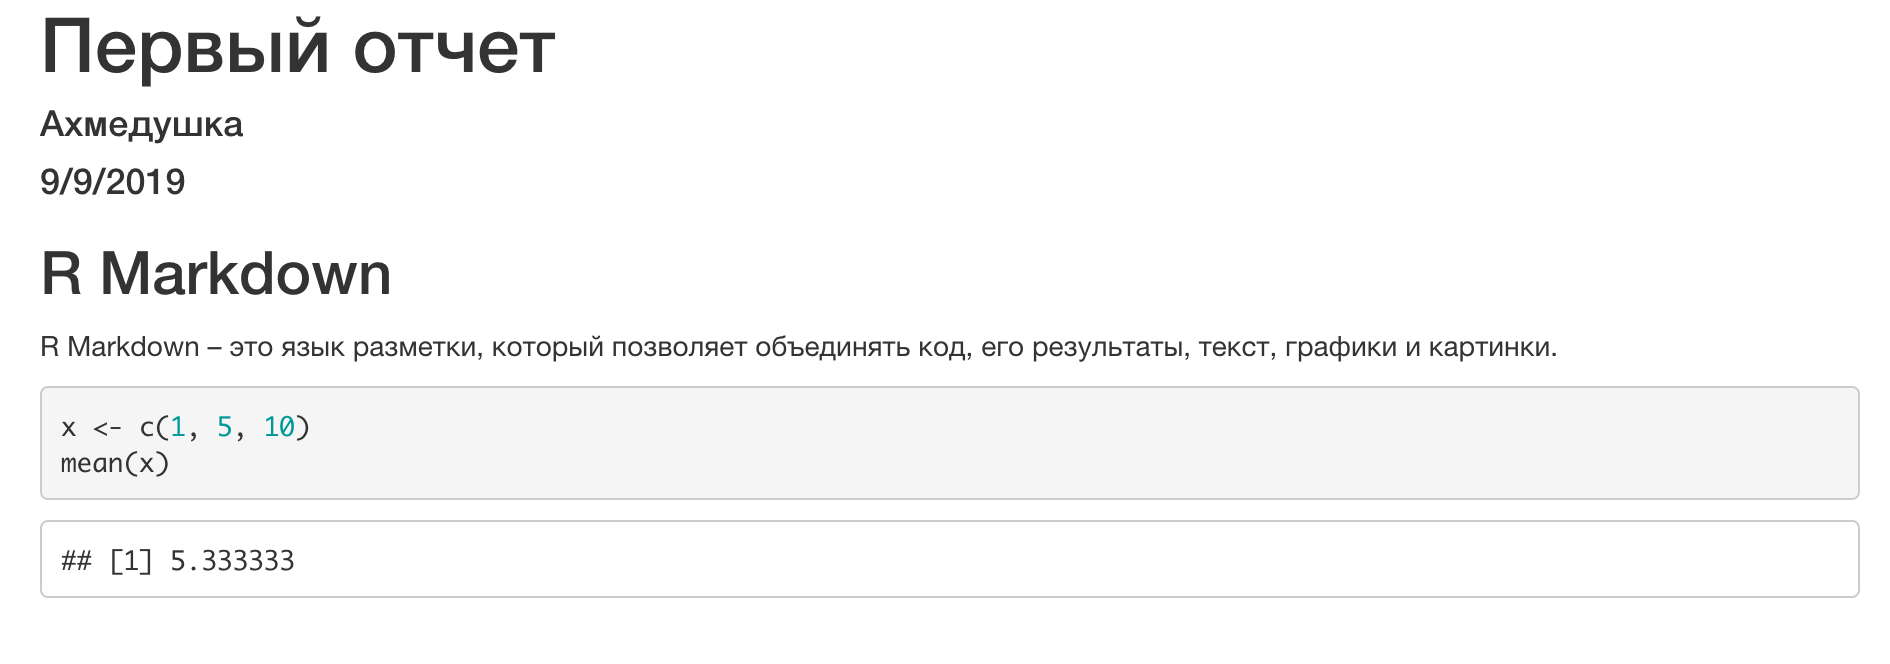 Первый отчет
Ахмедушка
9/9/2019
R Markdown
R Markdown – это язык разметки, который позволяет объединять код, его результаты, текст, графики и картинки.
x <- c(1, 5, 10)
mean(x)
## [1] 5.333333